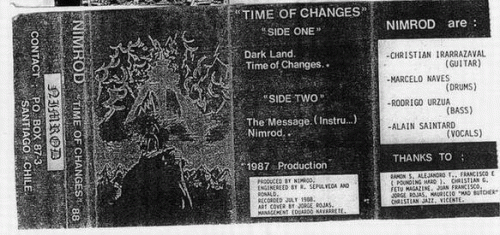 NIMROD TIME OF CHANGES 88
NIMROD
CONTACT : P.O. BOX 87-3
SANTIAGO - CHILE
"TIME OF CHANGES"
"SIDE ONE"
Dark Land.
Time of Changes..
"SIDE TWO"
The Message.(Instru...)
Nimrod..
"1987 Production
PRODUCED BY NIMROD.
ENGINEREED BY R. SEPULVEDA AND
RONALD.
RECORDED JULY 1988.
ART COVER BY JORGE ROJAS.
MANAGEMENT EDUARDO NAVARRETE.
NIMROD are :
-CHRISTIAN IRARRAZAVAL
(GUITAR)
-MARCELO NAVES
(DRUMS)
-RODRIGO URZUA
(BASS)
-ALAIN SAINTARD
(VOCALS)
THANKS TO :
RAMON S, ALEJANDRO T., FRANCISCO E
( POUNDING HARD ). CHRISTIAN G,
FETU MAGAZINE, JUAN FRANCISCO,
JORGE ROJAS, MAURICIO "MAD BUTCHER"
CHRISTIAN JAZZ, VICENTE.